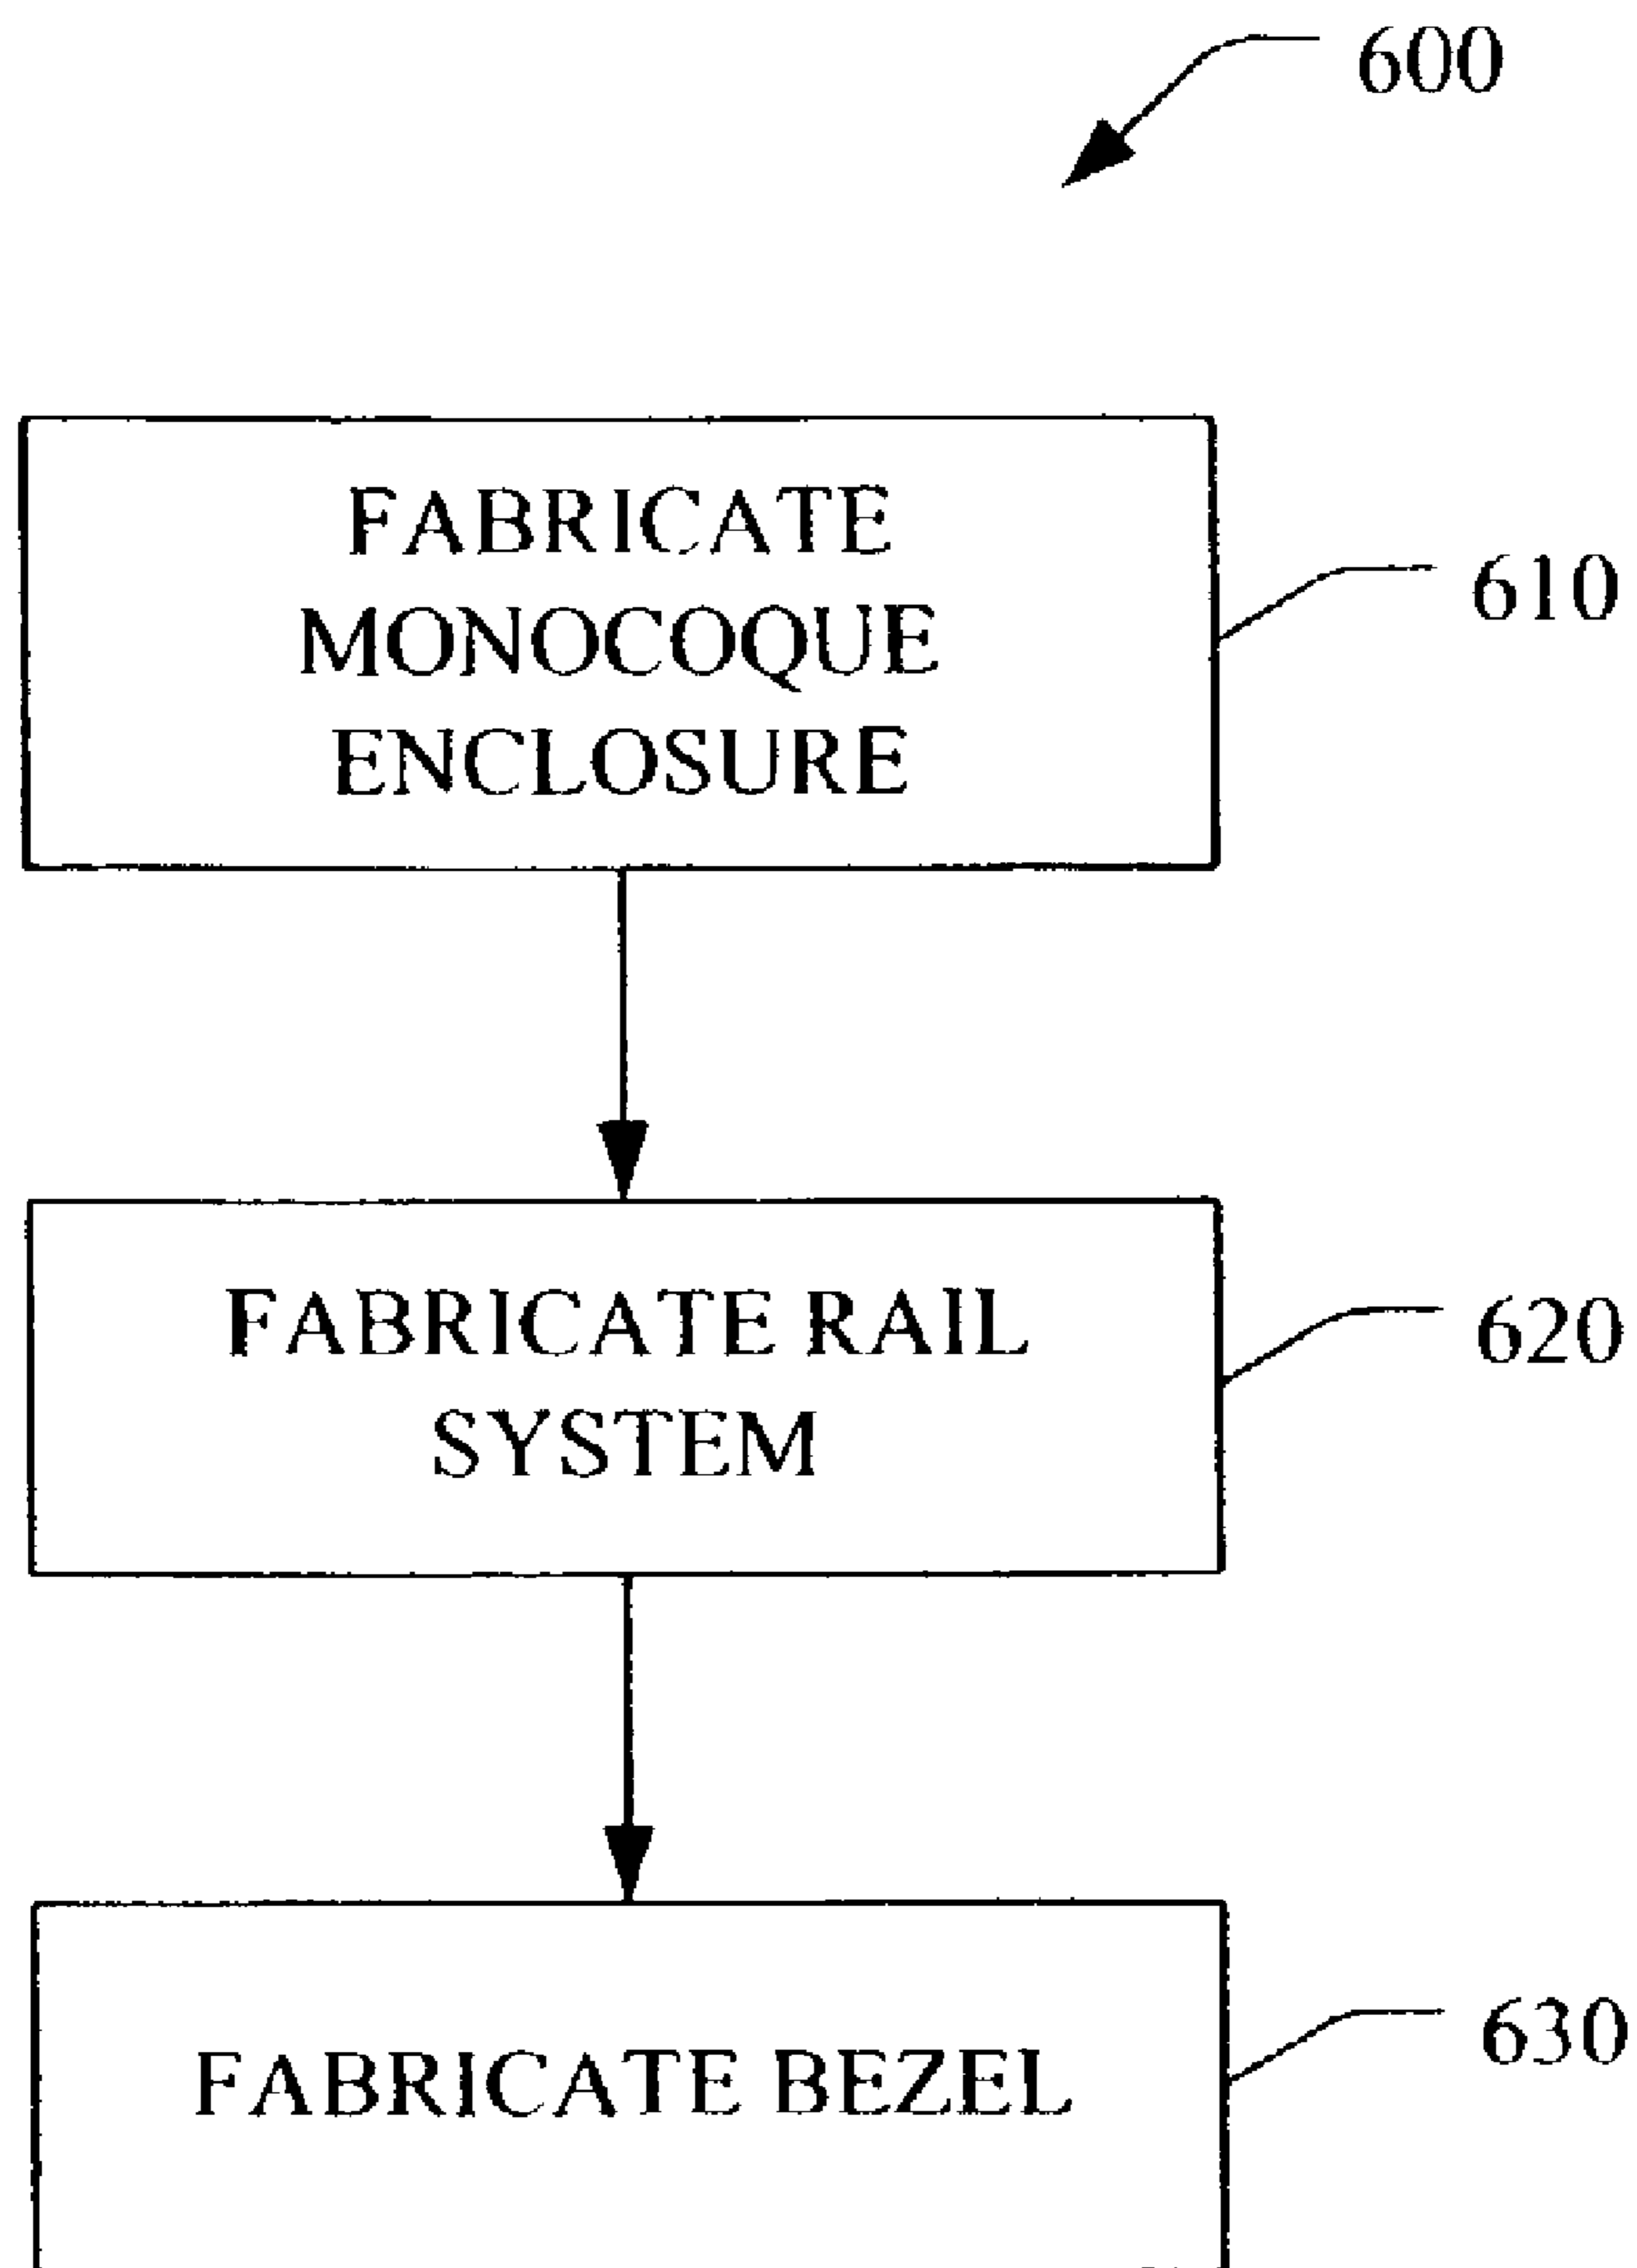 600
FABRICATE
MONOCOQUE
ENCLOSURE
610
FABRICATE RAIL
SYSTEM
620
FABRICATE BEZEL
630